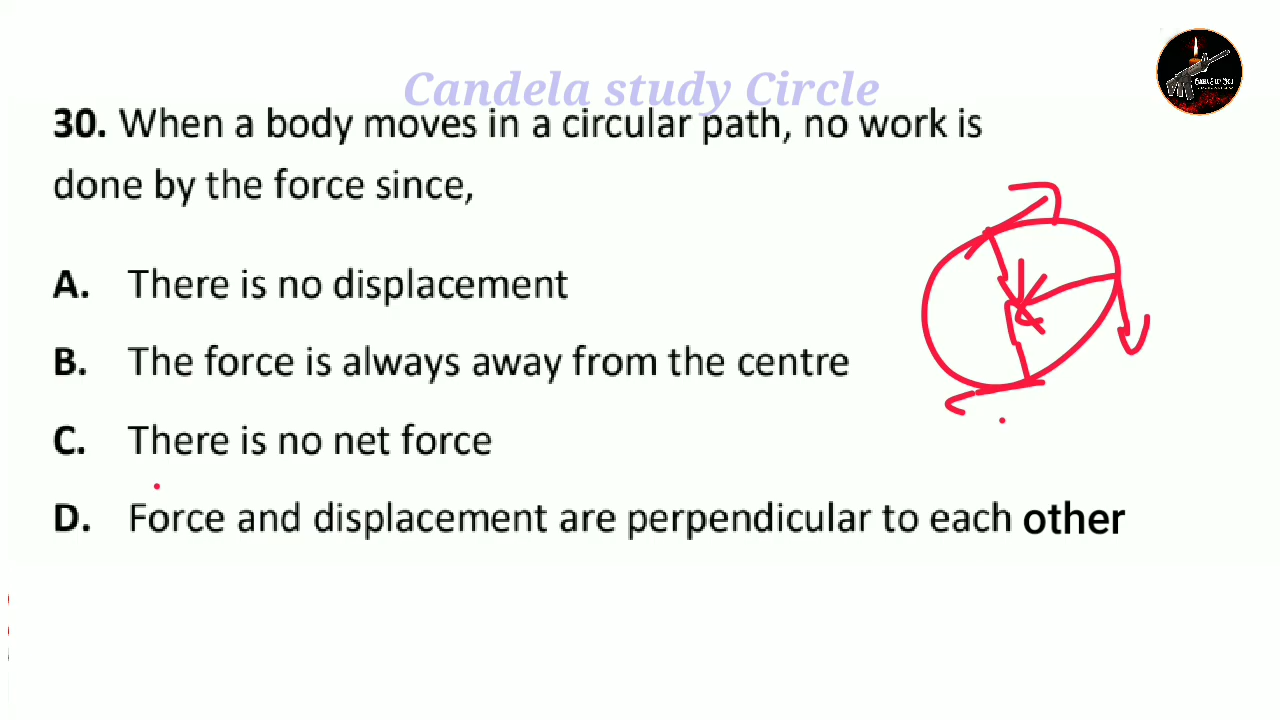 Candela study Circle
30. When a body moves in a circular path, no work is
done by the force since,
A. There is no displacement
B. The force is always away from the centre
C. There is no net force
D. Force and displacement are perpendicular to each other